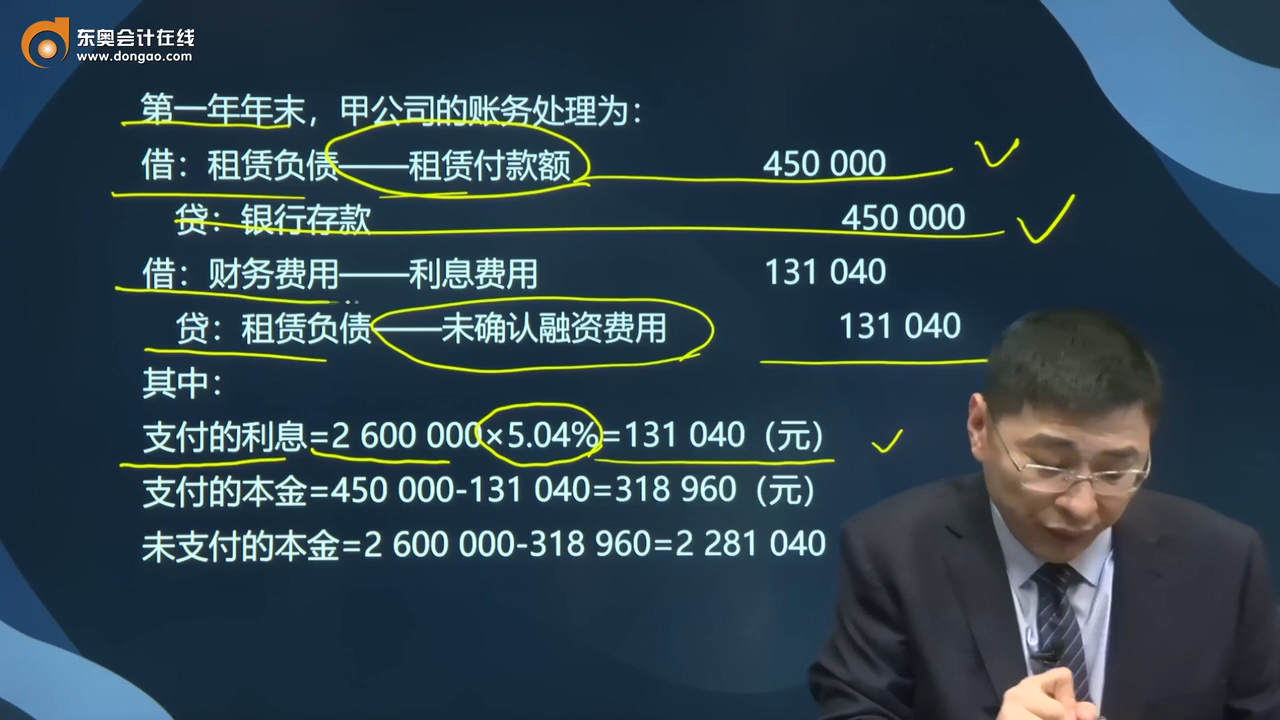 东奥会计在线
www.dongao.com
第一年年末，甲公司的账务处理为：
借：租赁负债——租赁付款额 450 000
贷：银行存款 450 000
借：财务费用——利息费用 131 040
贷：租赁负债——未确认融资费用 131 040
其中：
支付的利息=2 600 000×5.04%=131 040（元）
支付的本金=450 000-131 040=318 960（元）
未支付的本金=2 600 000-318 960=2 281 040